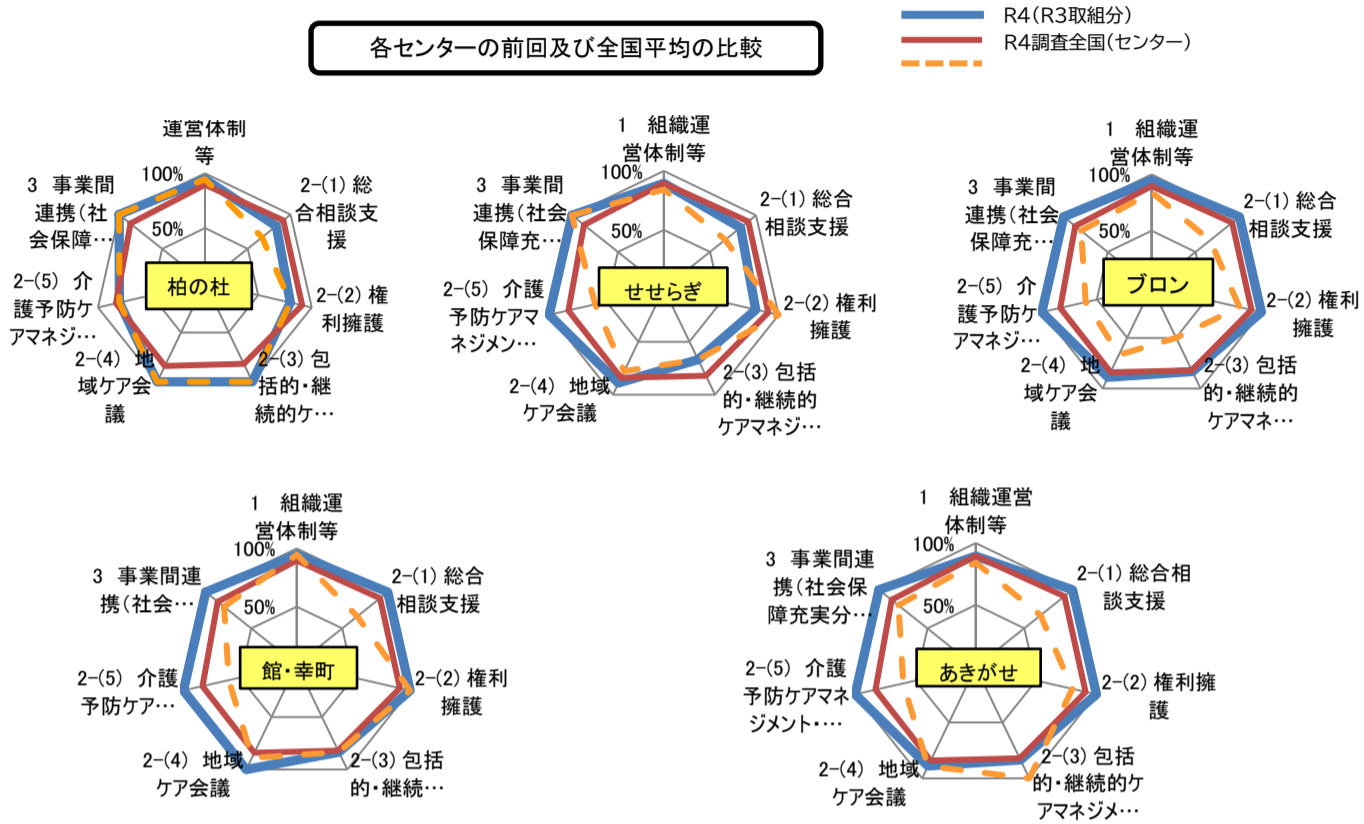 各センターの前回及び全国平均の比較
R4(R3取組分)
R4調査全国(センター)
運営体制
等
100%
50%
2-(1) 総
合相談支
援
2-(2) 権
利擁護
2-(3) 包
括的・継
続的ケ…
2-(4) 地
域ケア会
議
2-(5) 介
護予防ケ
アマネジ…
3 事業間
連携(社
会保障…
柏の杜
1 組織運
営体制等
100%
50%
2-(1) 総合
相談支援
2-(2) 権利
擁護
2-(3) 包括
的・継続的
ケアマネジ…
2-(4) 地域
ケア会議
2-(5) 介護
予防ケアマ
ネジメン…
3 事業間
連携(社会
保障充…
せせらぎ
1 組織運
営体制等
100%
50%
2-(1) 総合
相談支援
2-(2) 権利
擁護
2-(3) 包括
的・継続的
ケアマネ…
2-(4) 地
域ケア会
議
2-(5) 介
護予防ケ
アマネジ…
3 事業間
連携(社会
保障充…
ブロン
1 組織運
営体制等
100%
50%
2-(1) 総合
相談支援
2-(2) 権利
擁護
2-(3) 包括
的・継続…
2-(4) 地域
ケア会議
2-(5) 介護
予防ケア…
3 事業間連
携(社会…
館・幸町
1 組織運営
体制等
100%
50%
2-(1) 総合相
談支援
2-(2) 権利擁
護
2-(3) 包括
的・継続的ケ
アマネジメ…
2-(4) 地域
ケア会議
2-(5) 介護
予防ケアマネ
ジメント・…
3 事業間連
携(社会保
障充実分…
あきがせ